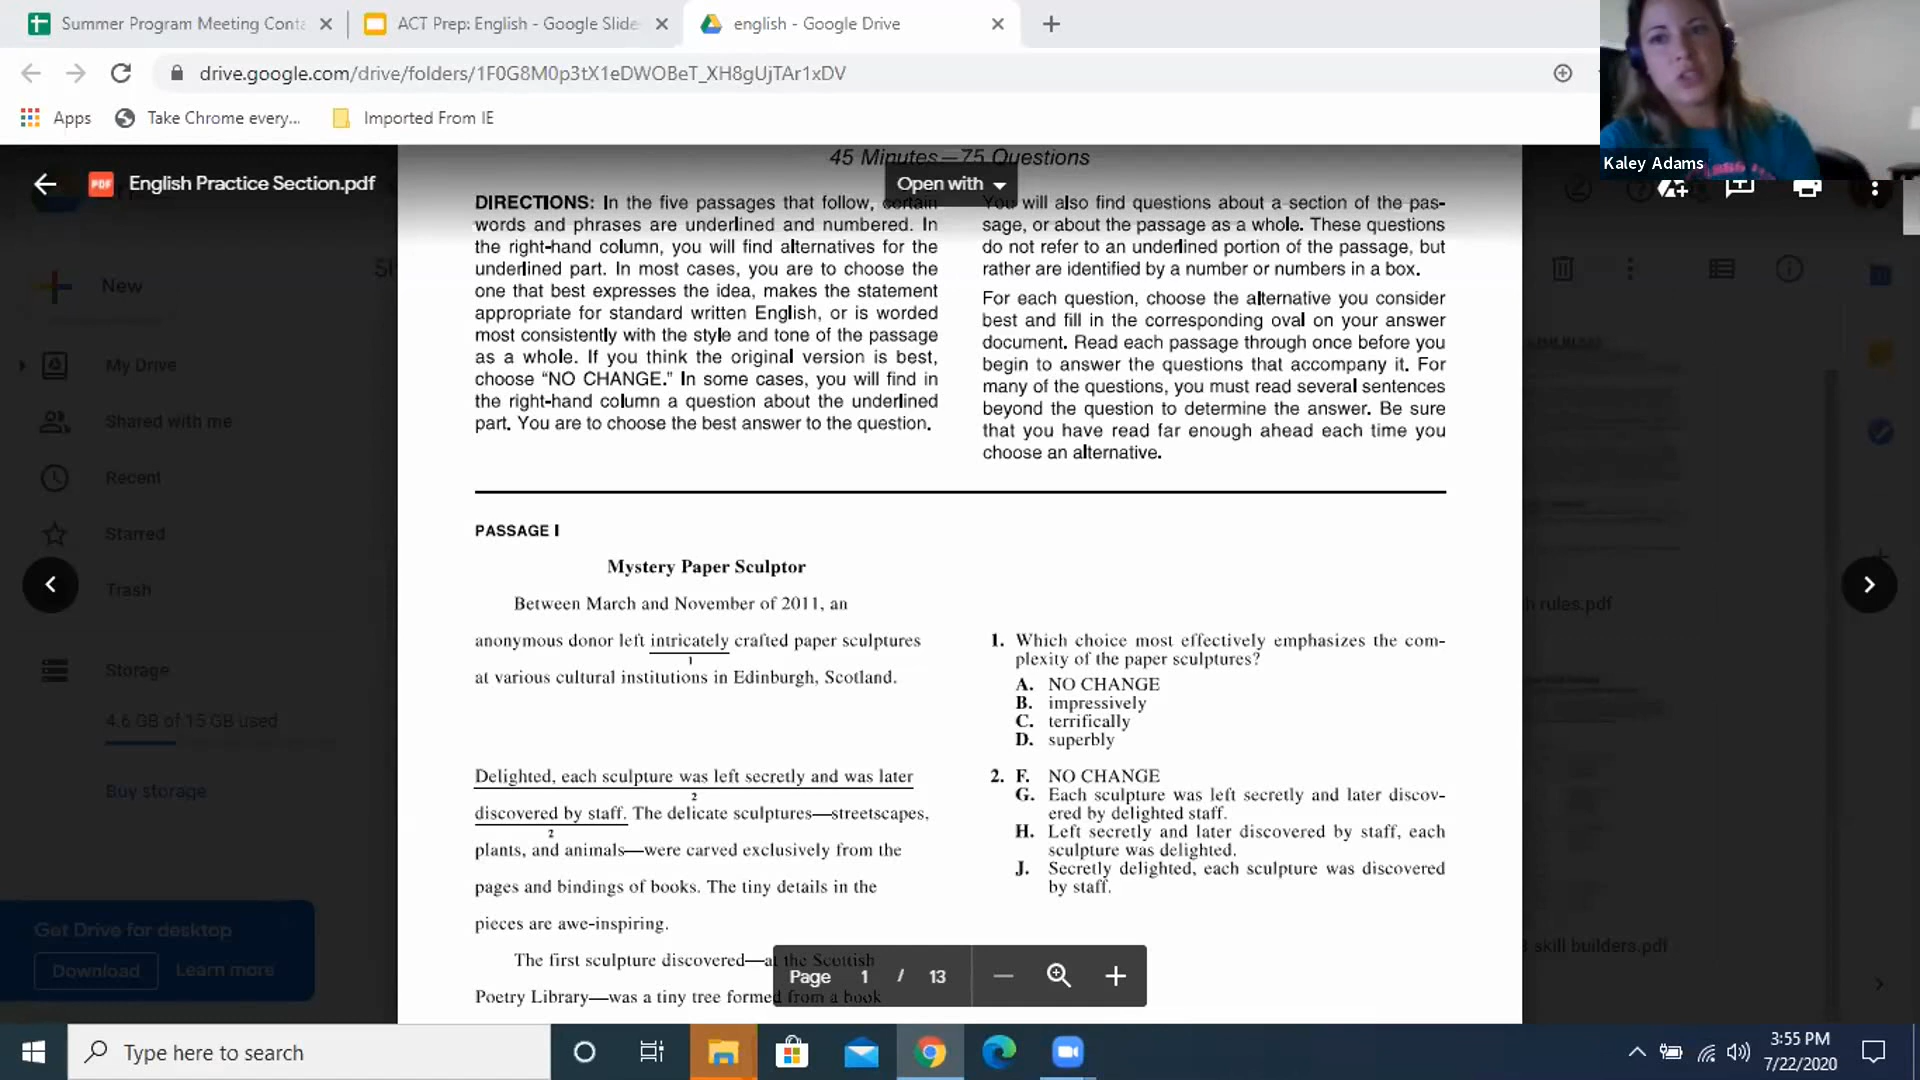 Summer Program Meeting Conta
ACT Prep: English - Google Slide
english - Google Drive
drive.google.com/drive/folders/1F0G8M0p3tX1eDWOBeT_XH8gUjTAr1xDV
Apps
Take Chrome every...
Imported From IE
Kaley Adams
PDF
English Practice Section.pdf
Open with
45 Minutes—75 Questions
DIRECTIONS: In the five passages that follow, certain
words and phrases are underlined and numbered. In
the right-hand column, you will find alternatives for the
underlined part. In most cases, you are to choose the
one that best expresses the idea, makes the statement
appropriate for standard written English, or is worded
most consistently with the style and tone of the passage
as a whole. If you think the original version is best,
choose “NO CHANGE.” In some cases, you will find in
the right-hand column a question about the underlined
part. You are to choose the best answer to the question.
You will also find questions about a section of the pas-
sage, or about the passage as a whole. These questions
do not refer to an underlined portion of the passage, but
rather are identified by a number or numbers in a box.
For each question, choose the alternative you consider
best and fill in the corresponding oval on your answer
document. Read each passage through once before you
begin to answer the questions that accompany it. For
many of the questions, you must read several sentences
beyond the question to determine the answer. Be sure
that you have read far enough ahead each time you
choose an alternative.
New
My Drive
Shared with me
Recent
Starred
Trash
Storage
4.6 GB of 15 GB used
Buy storage
Get Drive for desktop
Download
Learn more
PASSAGE I
Mystery Paper Sculptor
Between March and November of 2011, an
anonymous donor left intricately crafted paper sculptures
1
at various cultural institutions in Edinburgh, Scotland.
Delighted, each sculpture was left secretly and was later
2
discovered by staff. The delicate sculptures—streetscapes,
2
plants, and animals—were carved exclusively from the
pages and bindings of books. The tiny details in the
pieces are awe-inspiring.
The first sculpture discovered—at the Scottish
Poetry Library—was a tiny tree formed from a book
1. Which choice most effectively emphasizes the com-
plexity of the paper sculptures?
A. NO CHANGE
B. impressively
C. terrifically
D. superbly
2. F. NO CHANGE
G. Each sculpture was left secretly and later discov-
ered by delighted staff.
H. Left secretly and later discovered by staff, each
sculpture was delighted.
J. Secretly delighted, each sculpture was discovered
by staff.
rules.pdf
skill builders.pdf
Page 1 / 13
Type here to search
3:55 PM
7/22/2020